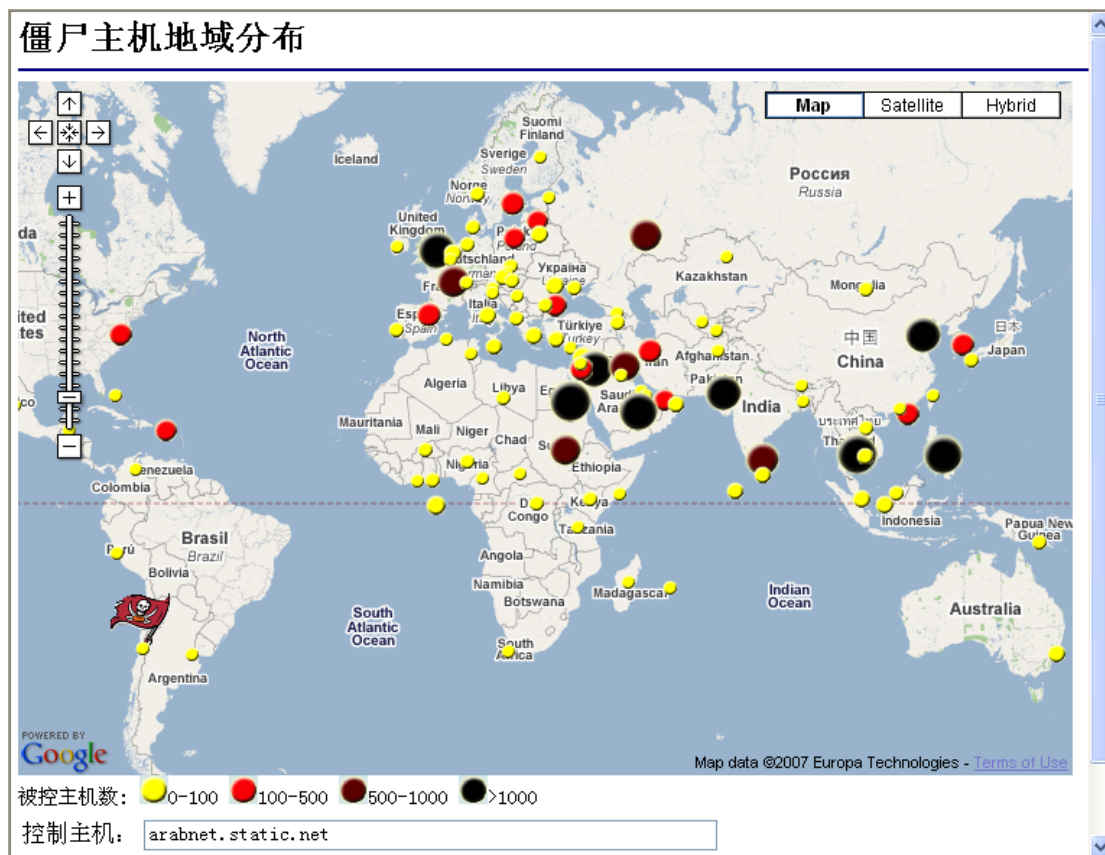 僵尸主机地域分布
Map Satellite Hybrid
Iceland
Suomi
Finland
Sverige
Sweden
Norge
Norway
Россия
Russia
United
Kingdom
Poland
Україна
Kazakhstan
Italia
Spain
Türkiye
Turkey
中国
China
日本
Japan
North
Atlantic
Ocean
Afghanistan
Algeria
Libya
India
Mauritania
Mali
Niger
Chad
Ethiopia
Colombia
Congo
Indonesia
Papua New
Guinea
Brasil
Brazil
Bolivia
Angola
Namibia
Botswana
Madagascar
Indian
Ocean
Australia
South
Atlantic
Ocean
South
Africa
Argentina
POWERED BY
Google
Map data ©2007 Europa Technologies - Terms of Use
被控主机数: 0-100 100-500 500-1000 >1000
控制主机: arabnet.static.net